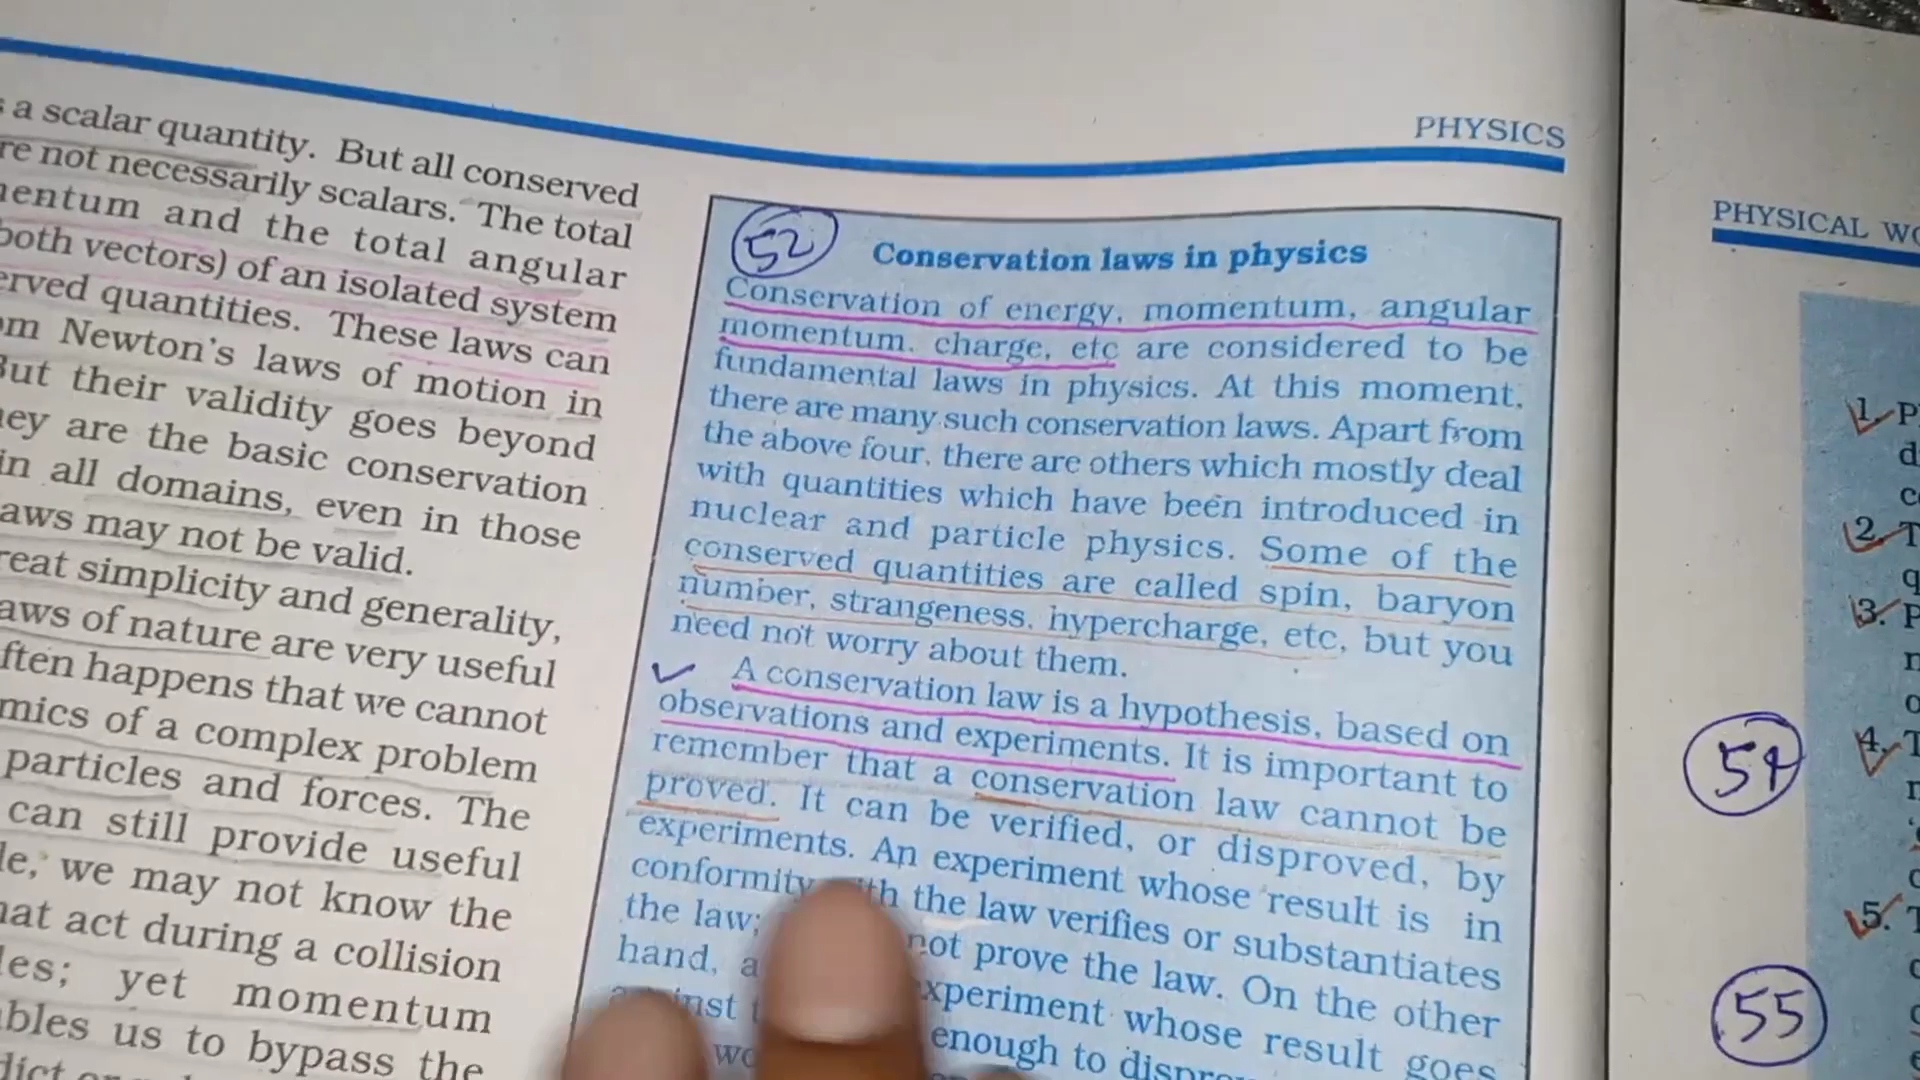 PHYSICS
a scalar quantity. But all conserved
re not necessarily scalars. The total
mentum and the total angular
both vectors) of an isolated system
erved quantities. These laws can
om Newton's laws of motion in
But their validity goes beyond
hey are the basic conservation
in all domains, even in those
aws may not be valid.
reat simplicity and generality,
aws of nature are very useful
ften happens that we cannot
mics of a complex problem
particles and forces. The
can still provide useful
le, we may not know the
hat act during a collision
les; yet momentum
bles us to bypass the
52
Conservation laws in physics
Conservation of energy, momentum, angular
momentum, charge, etc are considered to be
fundamental laws in physics. At this moment,
there are many such conservation laws. Apart from
the above four, there are others which mostly deal
with quantities which have been introduced in
nuclear and particle physics. Some of the
conserved quantities are called spin, baryon
number, strangeness, hypercharge, etc, but you
need not worry about them.
A conservation law is a hypothesis, based on
observations and experiments. It is important to
remember that a conservation law cannot be
proved. It can be verified, or disproved, by
experiments. An experiment whose result is in
conformity the law verifies or substantiates
the law; not prove the law. On the other
hand, a experiment whose result goes
enough to
PHYSICAL
1. P
2. T
3. P
54
4. T
5. T
55